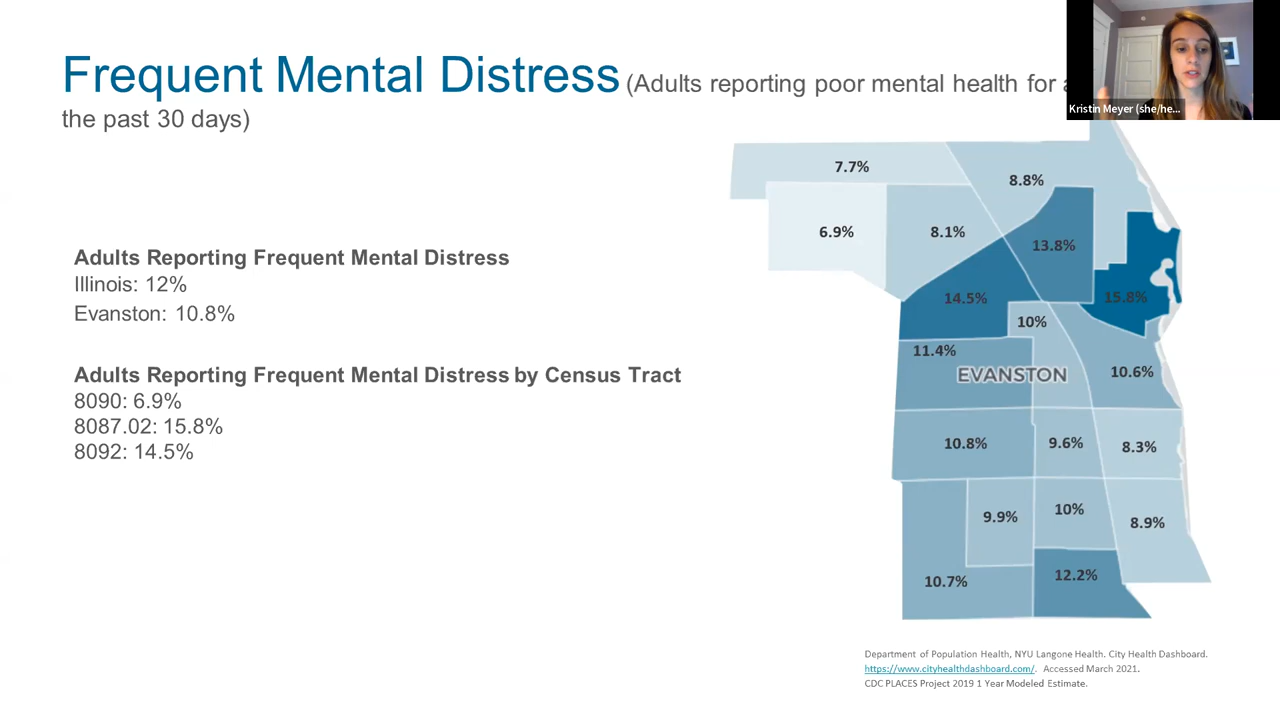 Frequent Mental Distress (Adults reporting poor mental health for
the past 30 days)
Kristin Meyer (she/he...
7.7%
8.8%
6.9%
8.1%
13.8%
14.5%
15.8%
10%
11.4%
EVANSTON
10.6%
10.8%
9.6%
8.3%
9.9%
10%
8.9%
10.7%
12.2%
Adults Reporting Frequent Mental Distress
Illinois: 12%
Evanston: 10.8%
Adults Reporting Frequent Mental Distress by Census Tract
8090: 6.9%
8087.02: 15.8%
8092: 14.5%
Department of Population Health, NYU Langone Health. City Health Dashboard.
https://www.cityhealthdashboard.com/. Accessed March 2021.
CDC PLACES Project 2019 1 Year Modeled Estimate.